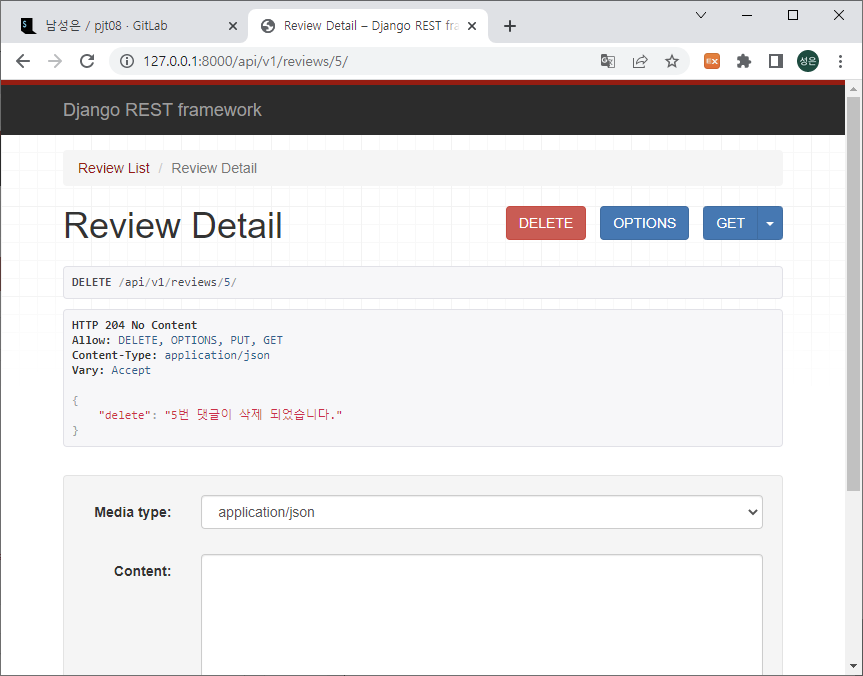 남성은 / pjt08 · GitLab
Review Detail – Django REST fra
127.0.0.1:8000/api/v1/reviews/5/
성은
Django REST framework
Review List / Review Detail
Review Detail
DELETE
OPTIONS
GET
DELETE /api/v1/reviews/5/
HTTP 204 No Content
Allow: DELETE, OPTIONS, PUT, GET
Content-Type: application/json
Vary: Accept
{
"delete": "5번 댓글이 삭제 되었습니다."
}
Media type: application/json
Content: